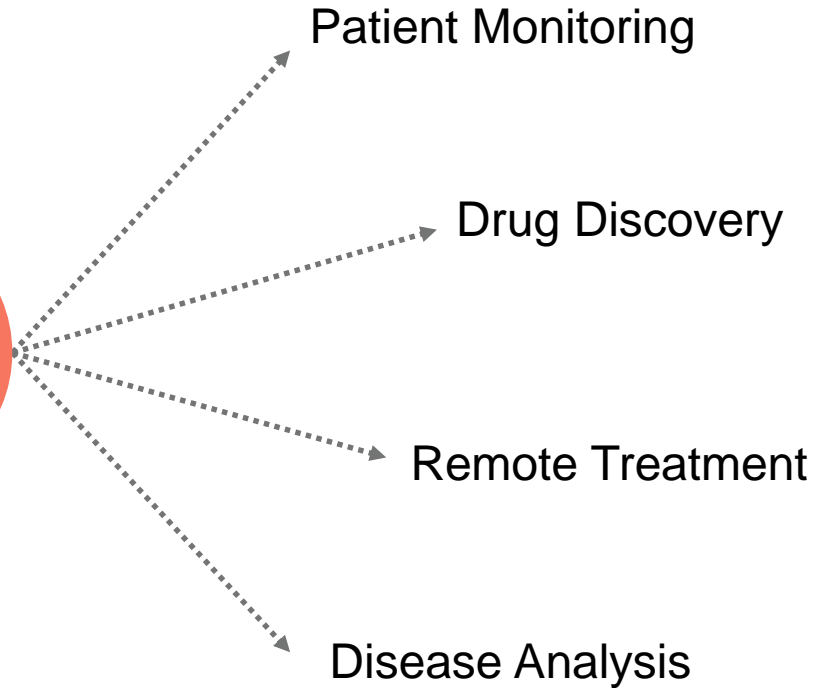 Patient Monitoring
Drug Discovery
Remote Treatment
Disease Analysis